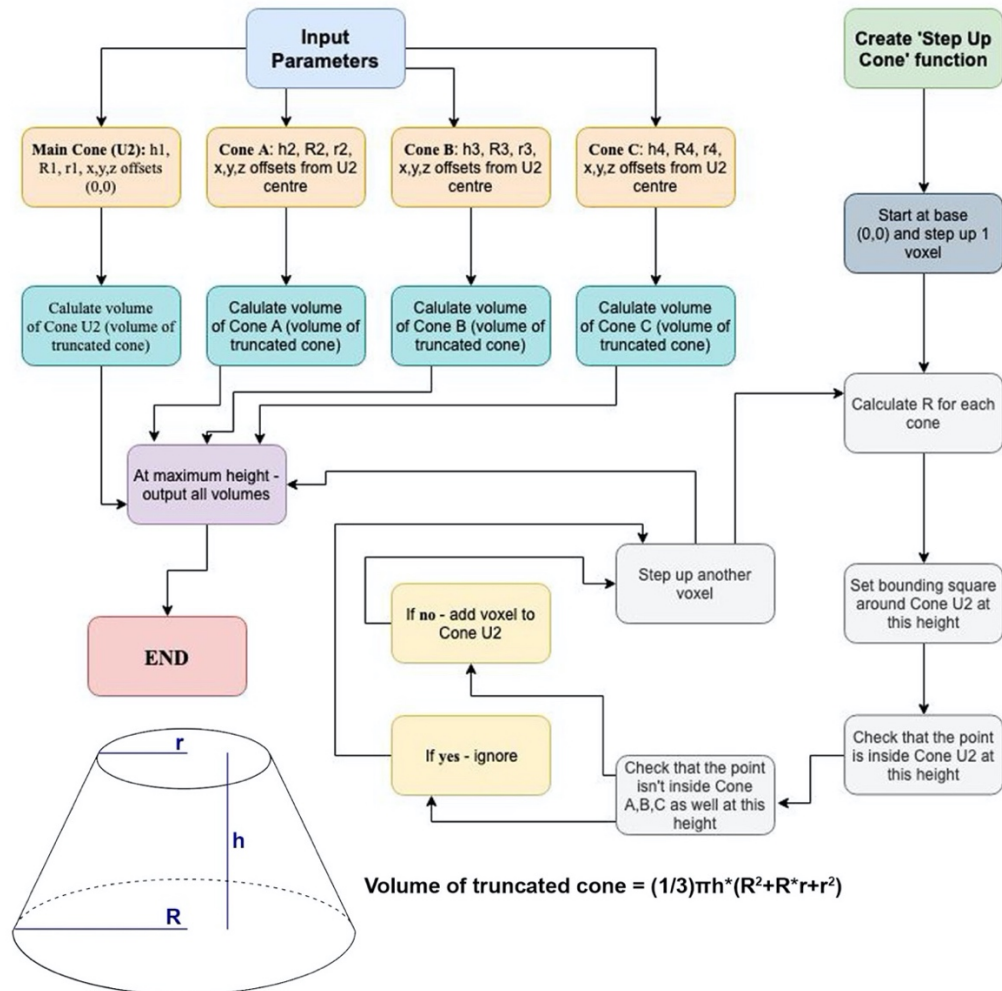 Input
Parameters
Create 'Step Up
Cone' function
Main Cone (U2): h1,
R1, r1, x,y,z offsets
(0,0)
Cone A: h2, R2, r2,
x,y,z offsets from U2
centre
Cone B: h3, R3, r3,
x,y,z offsets from U2
centre
Cone C: h4, R4, r4,
x,y,z offsets from U2
centre
Start at base
(0,0) and step up 1
voxel
Calulate volume
of Cone U2 (volume of
truncated cone)
Calulate volume
of Cone A (volume of
truncated cone)
Calulate volume
of Cone B (volume of
truncated cone)
Calulate volume
of Cone C (volume of
truncated cone)
Calculate R for each
cone
At maximum height -
output all volumes
Step up another
voxel
Set bounding square
around Cone U2 at
this height
If no - add voxel to
Cone U2
END
If yes - ignore
Check that the point
isn't inside Cone
A,B,C as well at this
height
Check that the point
is inside Cone U2 at
this height
r
h
R
Volume of truncated cone = (1/3)πh*(R²+R*r+r²)